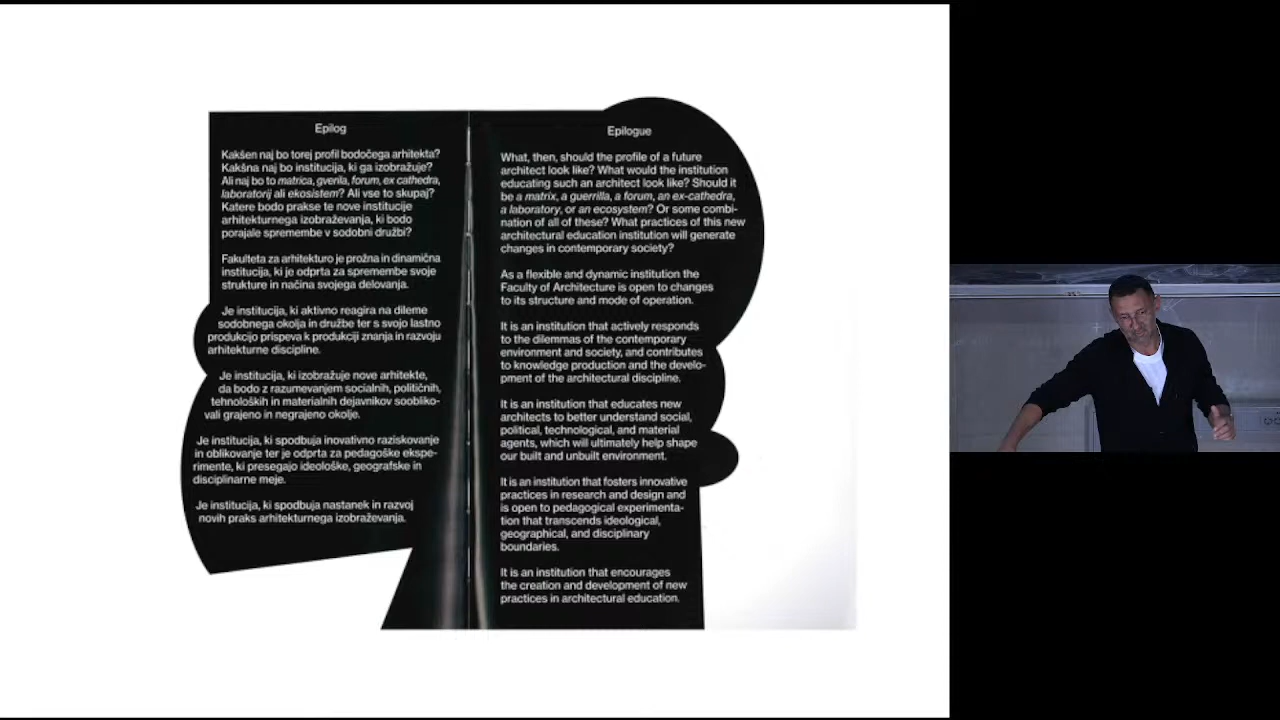 Epilog
Kakšen naj bo torej profil bodočega arhitekta?
Kakšna naj bo institucija, ki ga izobražuje?
Ali naj bo to matrica, gverila, forum, ex cathedra,
laboratorij ali ekosistem? Ali vse to skupaj?
Katere bodo prakse te nove institucije
arhitekturnega izobraževanja, ki bodo
porajale spremembe v sodobni družbi?
Fakulteta za arhitekturo je prožna in dinamična
institucija, ki je odprta za spremembe svoje
strukture in načina svojega delovanja.
Je institucija, ki aktivno reagira na dileme
sodobnega okolja in družbe ter s svojo lastno
produkcijo prispeva k produkciji znanja in razvoju
arhitekturne discipline.
Je institucija, ki izobražuje nove arhitekte,
da bodo z razumevanjem socialnih, političnih,
tehnoloških in materialnih dejavnikov soobliko-
vali grajeno in negrajeno okolje.
Je institucija, ki spodbuja inovativno raziskovanje
in oblikovanje ter je odprta za pedagoške ekspe-
rimente, ki presegajo ideološke, geografske in
disciplinarne meje.
Je institucija, ki spodbuja nastanek in razvoj
novih praks arhitekturnega izobraževanja.
Epilogue
What, then, should the profile of a future
architect look like? What would the institution
educating such an architect look like? Should it
be a matrix, a guerrilla, a forum, an ex-cathedra,
a laboratory, or an ecosystem? Or some combi-
nation of all of these? What practices of this new
architectural education institution will generate
changes in contemporary society?
As a flexible and dynamic institution the
Faculty of Architecture is open to changes
to its structure and mode of operation.
It is an institution that actively responds
to the dilemmas of the contemporary
environment and society, and contributes
to knowledge production and the develo-
pment of the architectural discipline.
It is an institution that educates new
architects to better understand social,
political, technological, and material
agents, which will ultimately help shape
our built and unbuilt environment.
It is an institution that fosters innovative
practices in research and design and
is open to pedagogical experimenta-
tion that transcends ideological,
geographical, and disciplinary
boundaries.
It is an institution that encourages
the creation and development of new
practices in architectural education.